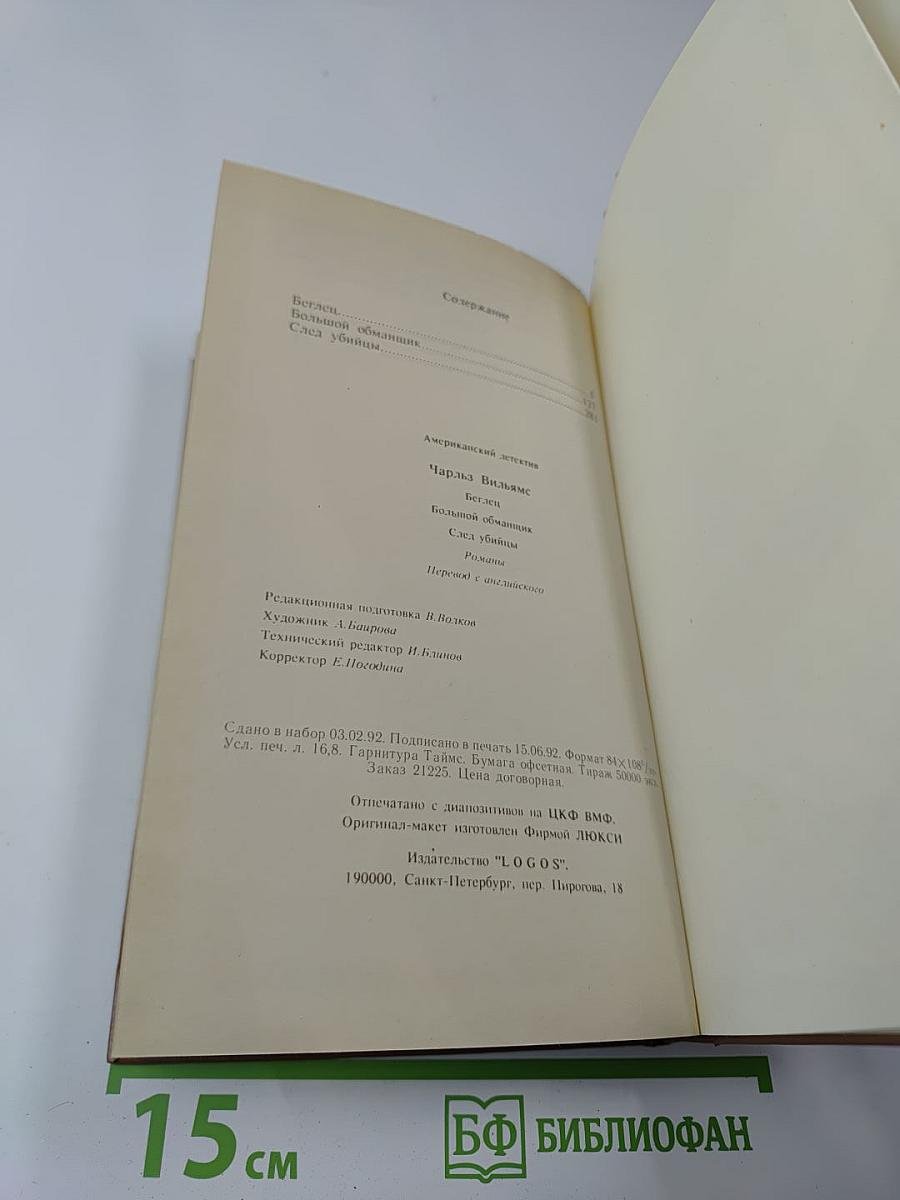 Содержание
Беглец
Большой обманщик
След убийцы
Американский детектив
Чарльз Вильямс
Беглец
Большой обманщик
След убийцы
Романы
Перевод с английского
Редакционная подготовка В.Волков
Художник А.Баирова
Технический редактор И.Блинов
Корректор Е.Погодина
Сдано в набор 03.02.92. Подписано в печать 15.06.92. Формат 84×108
Усл. печ. л. 16,8. Гарнитура Таймс. Бумага офсетная. Тираж 50000 экз.
Заказ 21225. Цена договорная.
Отпечатано с диапозитивов на ЦКФ ВМФ.
Оригинал-макет изготовлен Фирмой ЛЮКСИ
Издательство "LOGOS".
190000, Санкт-Петербург, пер. Пирогова, 18
15 см
БФ БИБЛИОФАН